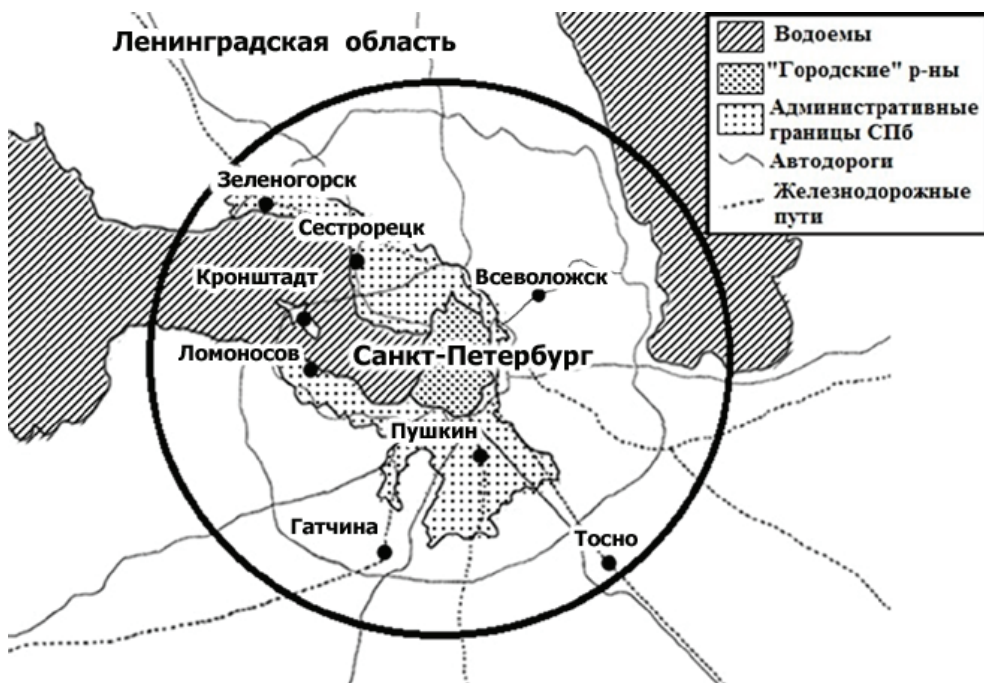 Ленинградская область
Водоемы
"Городские" р-ны
Административные
границы СПб
Автодороги
Железнодорожные
пути
Зеленогорск
Сестрорецк
Кронштадт
Всеволожск
Ломоносов
Санкт-Петербург
Пушкин
Гатчина
Тосно